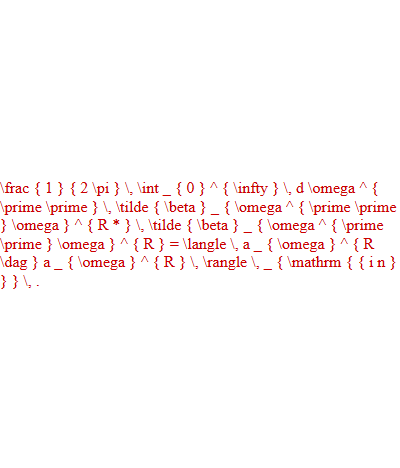 \frac { 1 } { 2 \pi } \, \int _ { 0 } ^ { \infty } \, d \omega ^ {
\prime \prime } \, \tilde { \beta } _ { \omega ^ { \prime \prime
} \omega } ^ { R * } \, \tilde { \beta } _ { \omega ^ { \prime
\prime } \omega } ^ { R } = \langle \, a _ { \omega } ^ { R
\dag } a _ { \omega } ^ { R } \, \rangle \, _ { \mathrm { { i n }
} } \, .